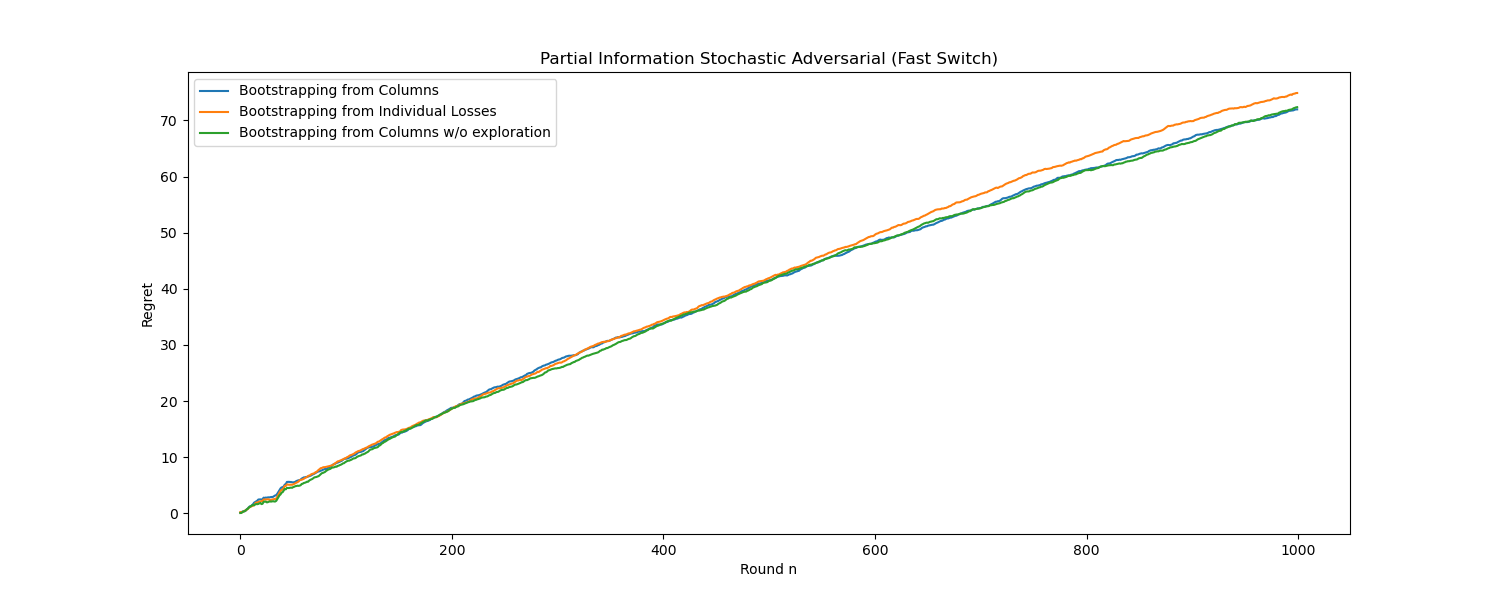 Partial Information Stochastic Adversarial (Fast Switch)
Bootstrapping from Columns
Bootstrapping from Individual Losses
Bootstrapping from Columns w/o exploration
Regret
70
60
50
40
30
20
10
0
0 200 400 600 800 1000
Round n